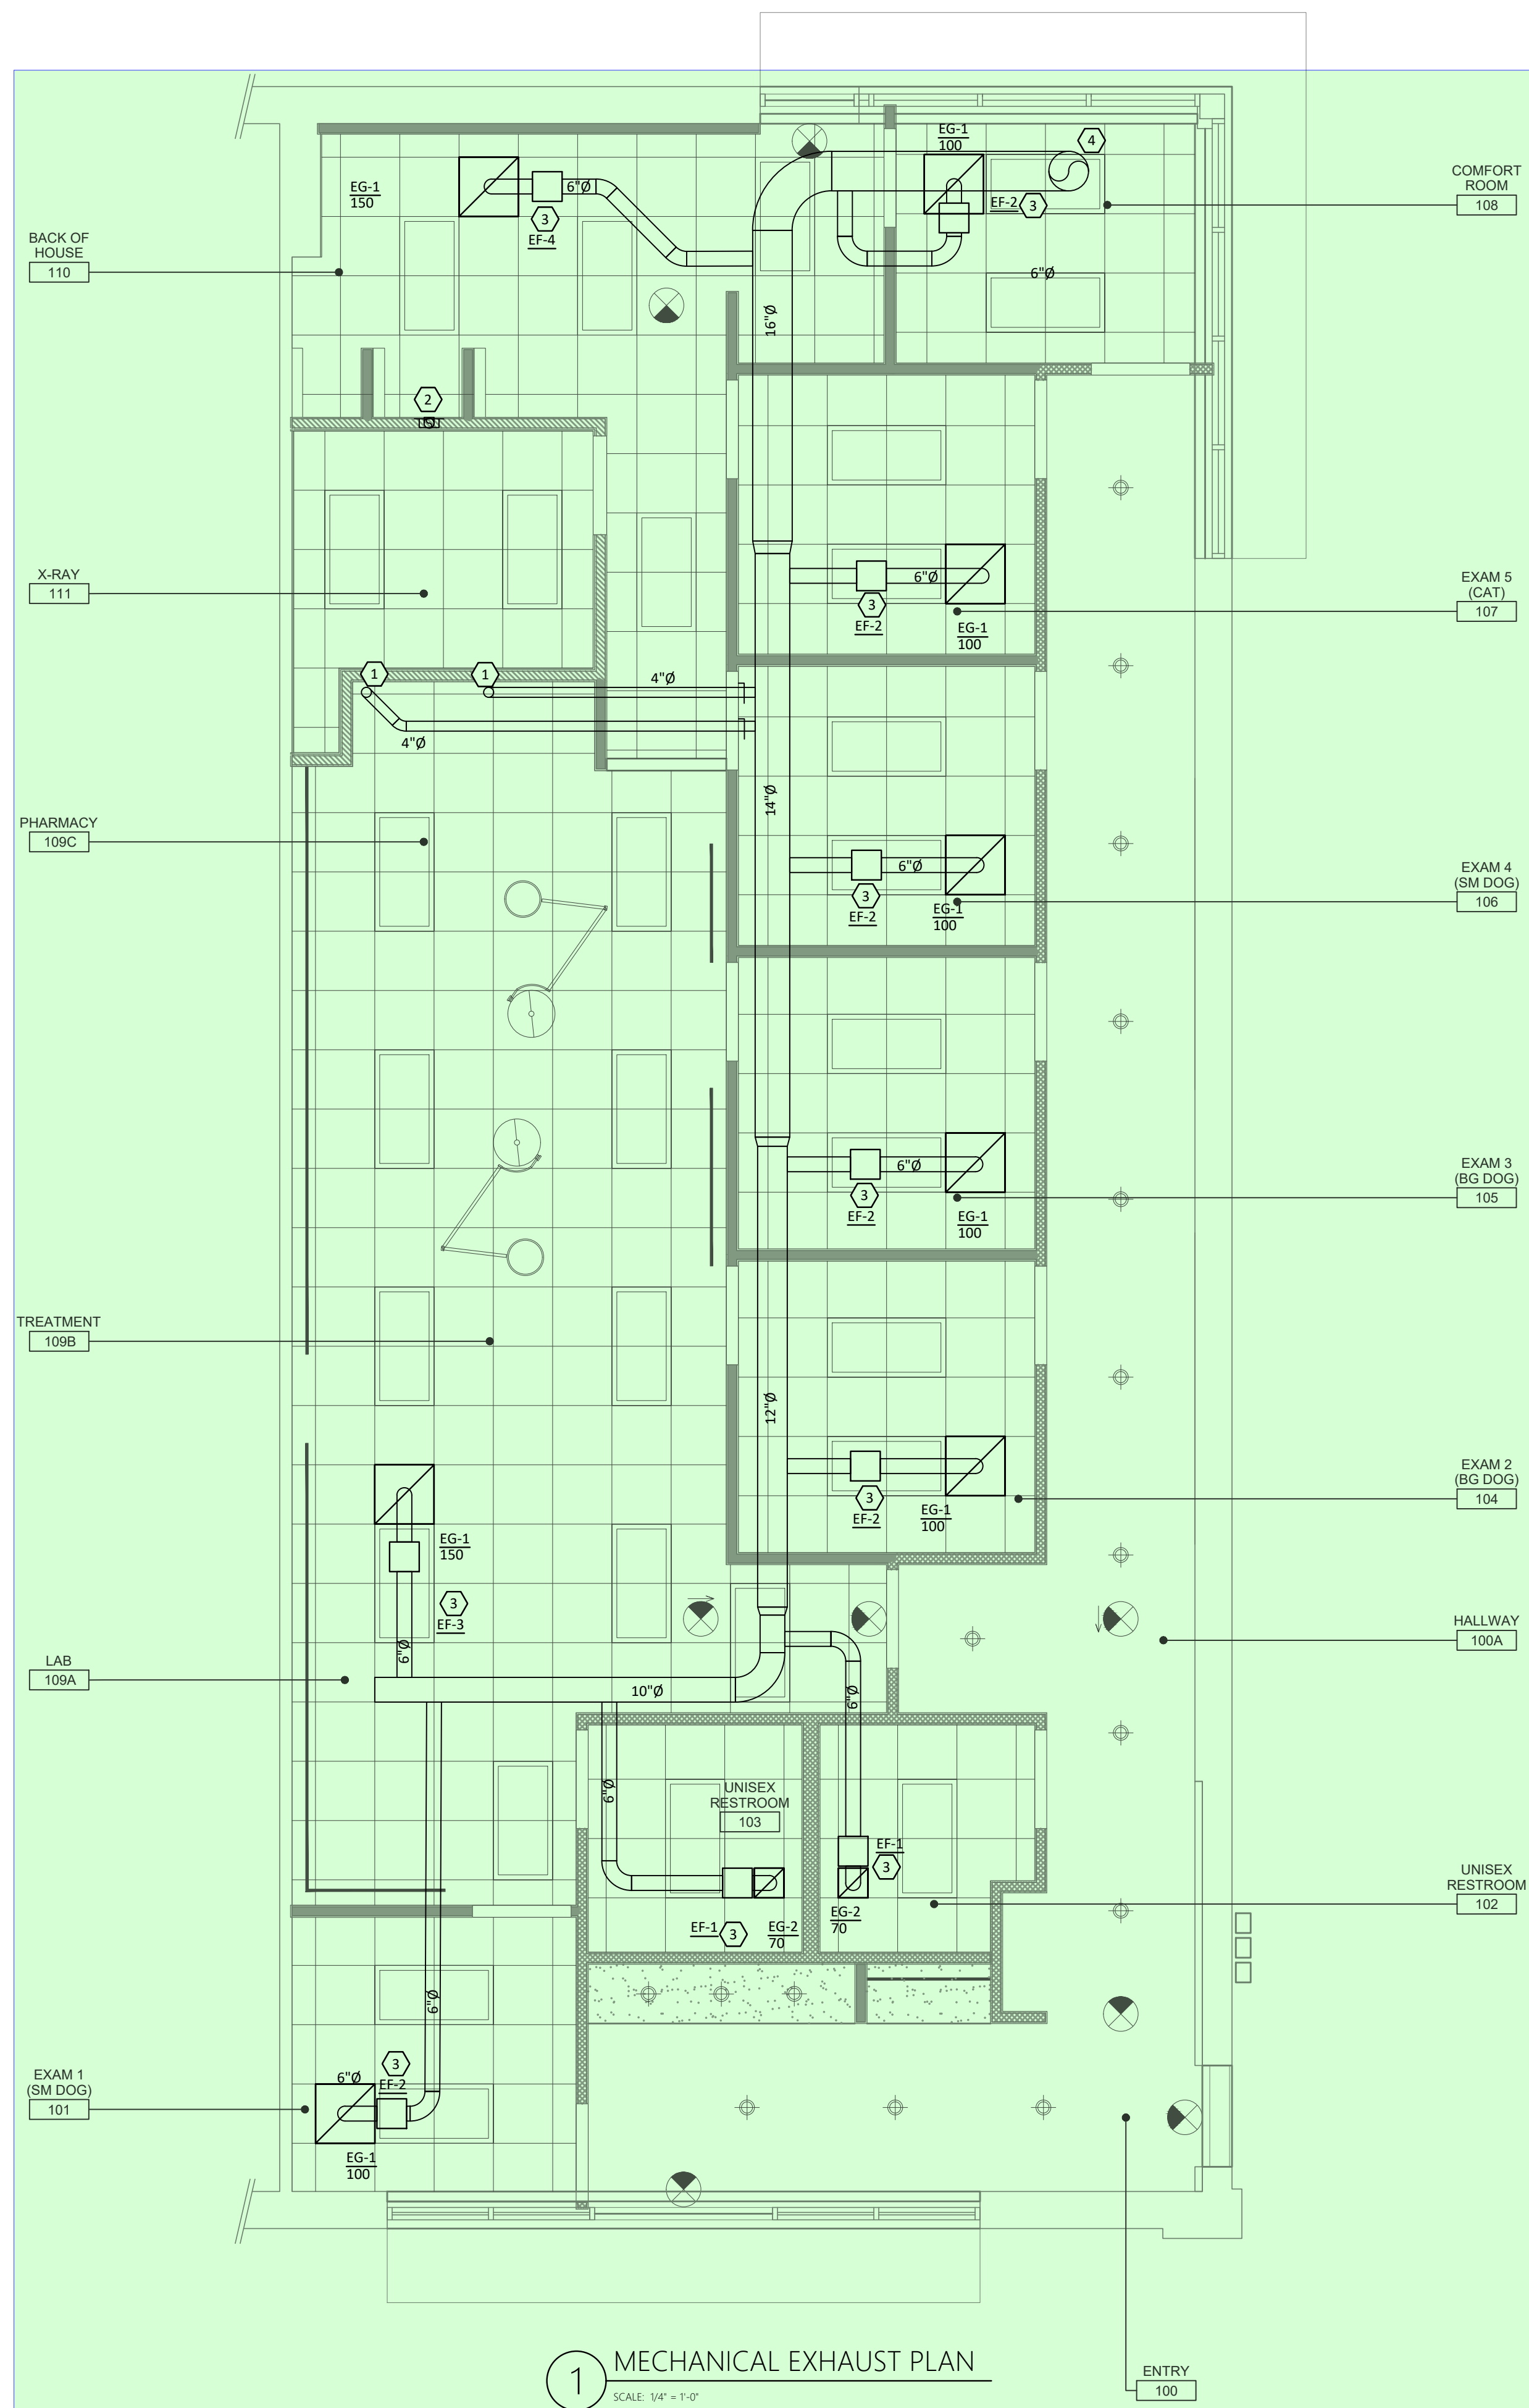 EG-1
100
4
COMFORT
ROOM
108
EG-1
150
6"Ø
3
EF-4
EF-2
3
BACK OF
HOUSE
110
6"Ø
16"Ø
2
X-RAY
111
6"Ø
3
EF-2
EG-1
100
EXAM 5
(CAT)
107
1
1
4"Ø
4"Ø
14"Ø
PHARMACY
109C
6"Ø
3
EF-2
EG-1
100
EXAM 4
(SM DOG)
106
6"Ø
3
EF-2
EG-1
100
EXAM 3
(BG DOG)
105
TREATMENT
109B
12"Ø
3
EF-2
EG-1
100
EXAM 2
(BG DOG)
104
EG-1
150
3
EF-3
6"Ø
HALLWAY
100A
LAB
109A
10"Ø
6"Ø
6"Ø
UNISEX
RESTROOM
103
EF-1
3
UNISEX
RESTROOM
102
EG-2
70
EF-1
3
EG-2
70
6"Ø
EXAM 1
(SM DOG)
101
6"Ø
3
EF-2
EG-1
100
1
MECHANICAL EXHAUST PLAN
SCALE: 1/4" = 1'-0"
ENTRY
100